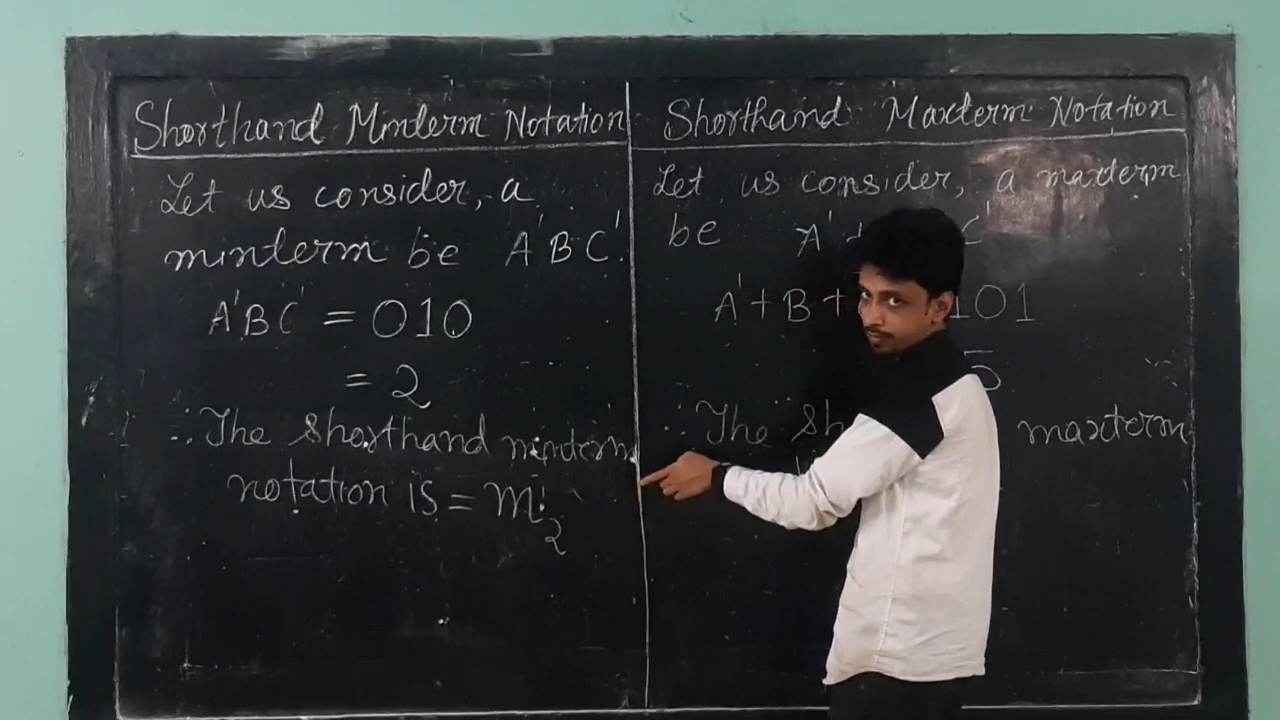 Shorthand Minterm Notation
Let us consider, a
minterm be A'BC'.
A'BC' = 010
= 2
∴ The shorthand minterm
notation is = m₂
Shorthand Maxterm Notation
Let us consider, a maxterm
be A'+ C'
A'+B+ 101
5
∴ The Sh maxterm